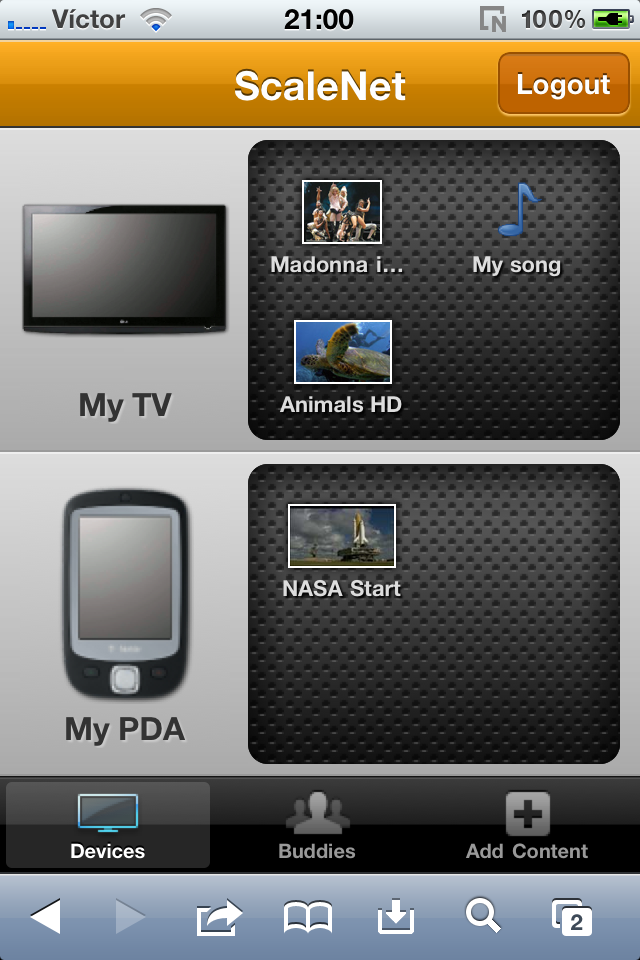 Víctor 21:00 100%
ScaleNet Logout
Madonna i... My song
Animals HD
My TV
NASA Start
My PDA
Devices Buddies Add Content
2